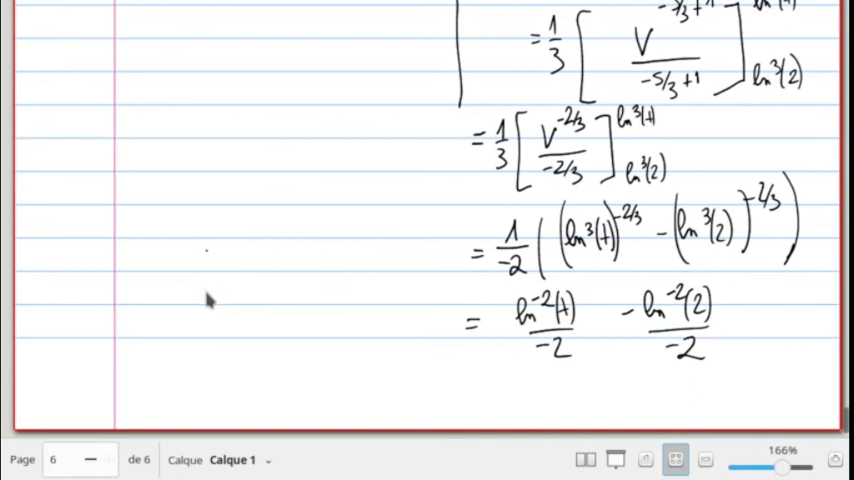 = 1/3 [ V^(-5/3+1) / (-5/3+1) ]_(ln³(2))^(ln³(t))
= 1/3 [ V^(-2/3) / (-2/3) ]_(ln³(2))^(ln³(t))
= 1/-2 ( (ln³(t))^(-2/3) - (ln³(2))^(-2/3) )
= ln⁻²(t) / -2 - ln⁻²(2) / -2
Page 6 de 6 Calque Calque 1 166%